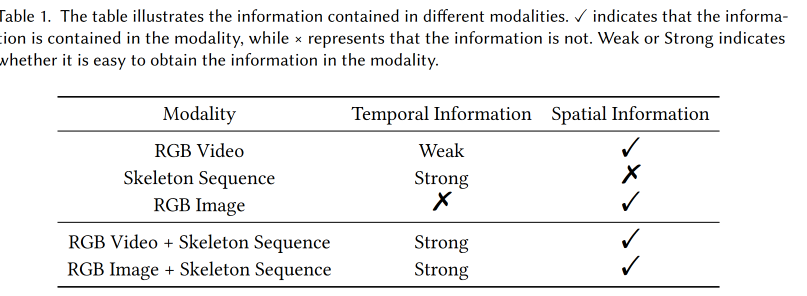 able 1. The table illustrates the information contained in different modalities. ✓ indicates that the informa-
tion is contained in the modality, while × represents that the information is not. Weak or Strong indicates
whether it is easy to obtain the information in the modality.
Modality Temporal Information Spatial Information
RGB Video Weak ✓
Skeleton Sequence Strong ✗
RGB Image ✗ ✓
RGB Video + Skeleton Sequence Strong ✓
RGB Image + Skeleton Sequence Strong ✓